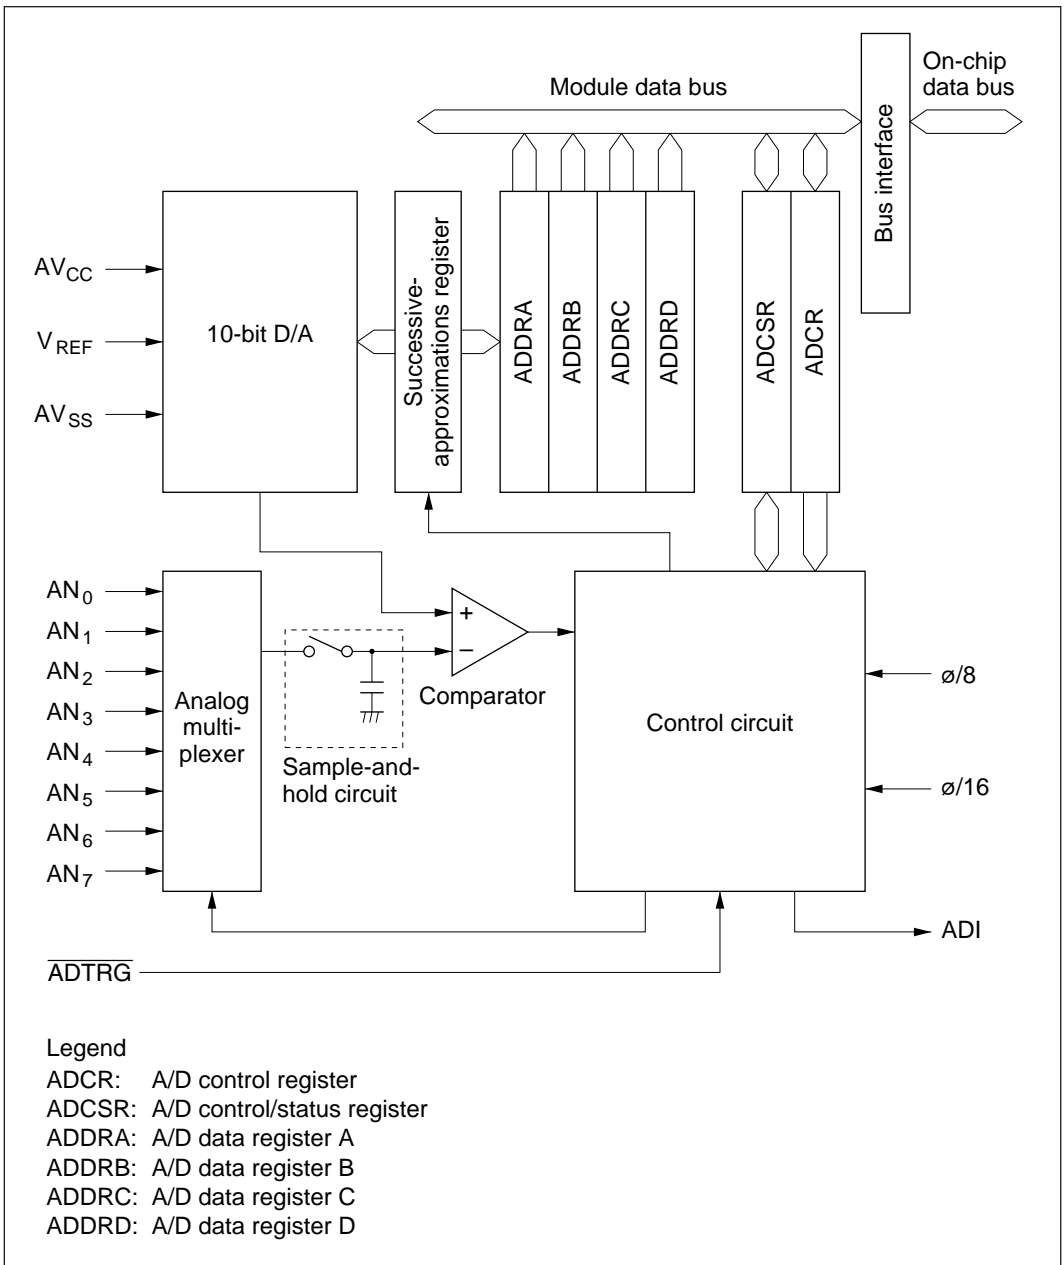 Module data bus
On-chip
data bus
Bus interface
AVCC
VREF
AVSS
10-bit D/A
Successive-
approximations register
ADDRA
ADDRB
ADDRC
ADDRD
ADCSR
ADCR
AN0
AN1
AN2
AN3
AN4
AN5
AN6
AN7
Analog
multi-
plexer
Sample-and-
hold circuit
+
−
Comparator
Control circuit
ø/8
ø/16
ADI
ADTRG
Legend
ADCR: A/D control register
ADCSR: A/D control/status register
ADDRA: A/D data register A
ADDRB: A/D data register B
ADDRC: A/D data register C
ADDRD: A/D data register D